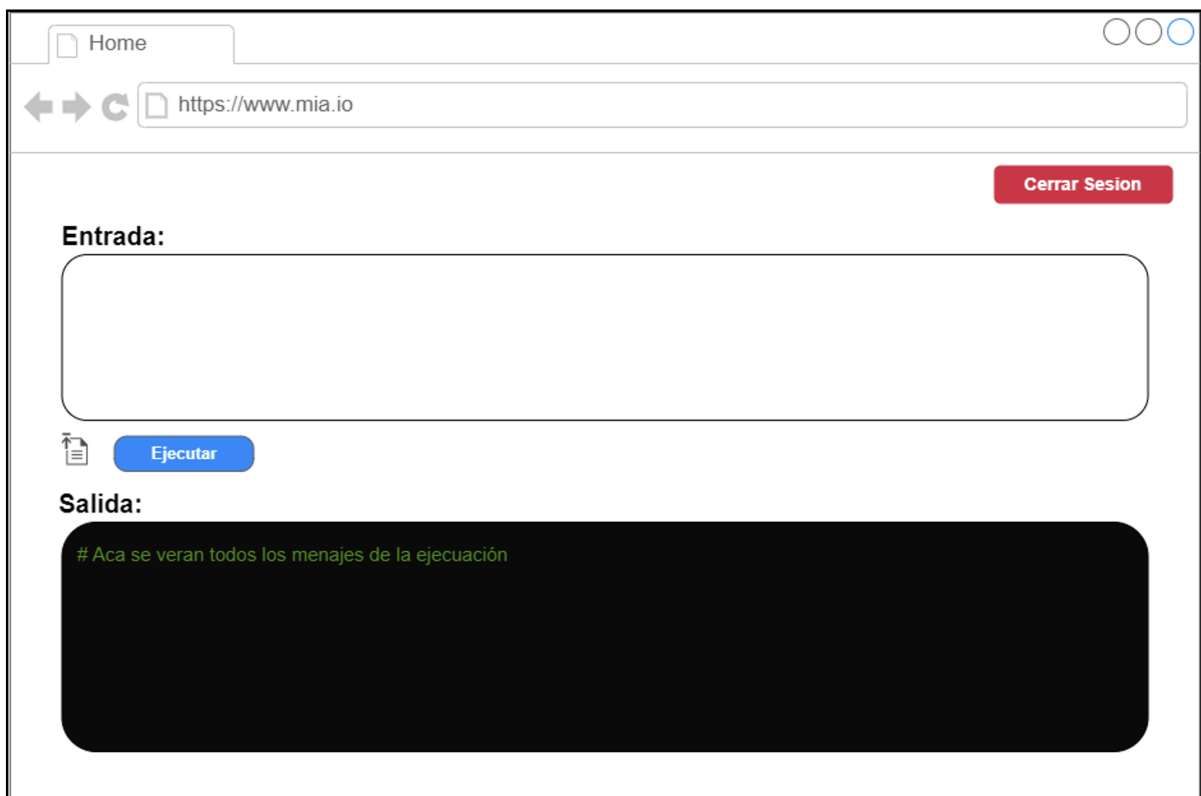 Home
https://www.mia.io
Cerrar Sesion
Entrada:
Ejecutar
Salida:
# Aca se veran todos los menajes de la ejecuación